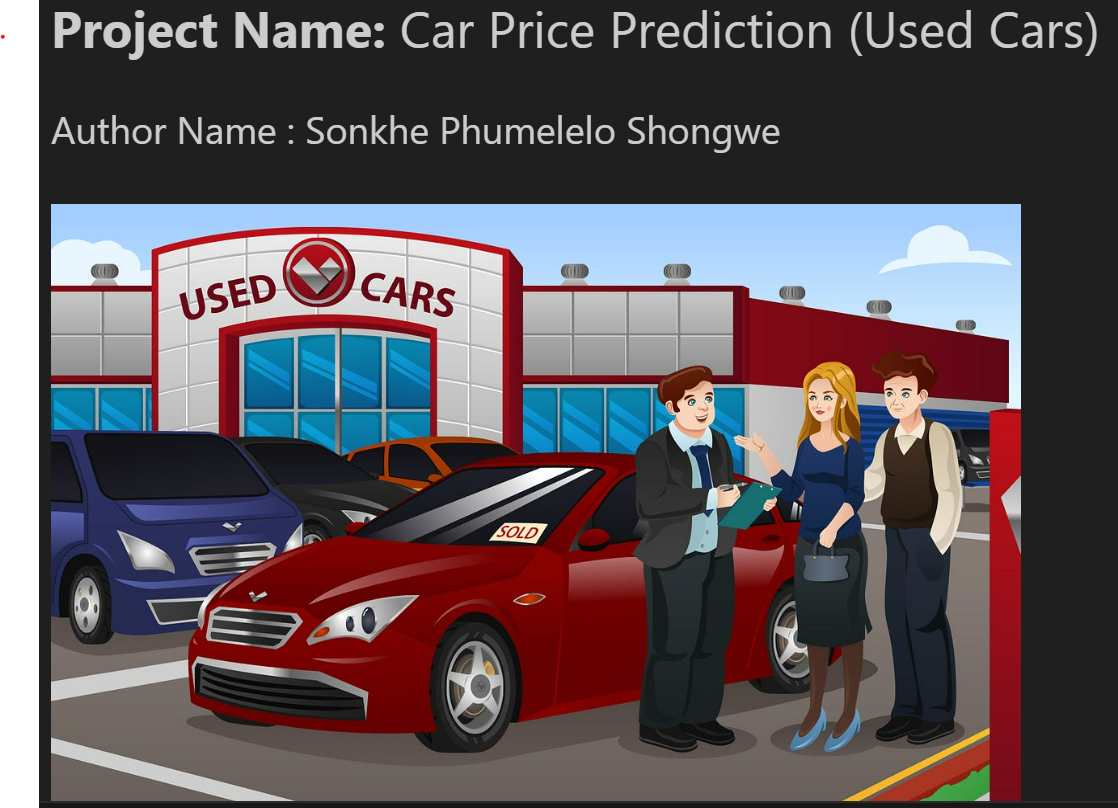 Project Name: Car Price Prediction (Used Cars)
Author Name : Sonkhe Phumelelo Shongwe
USED CARS
SOLD